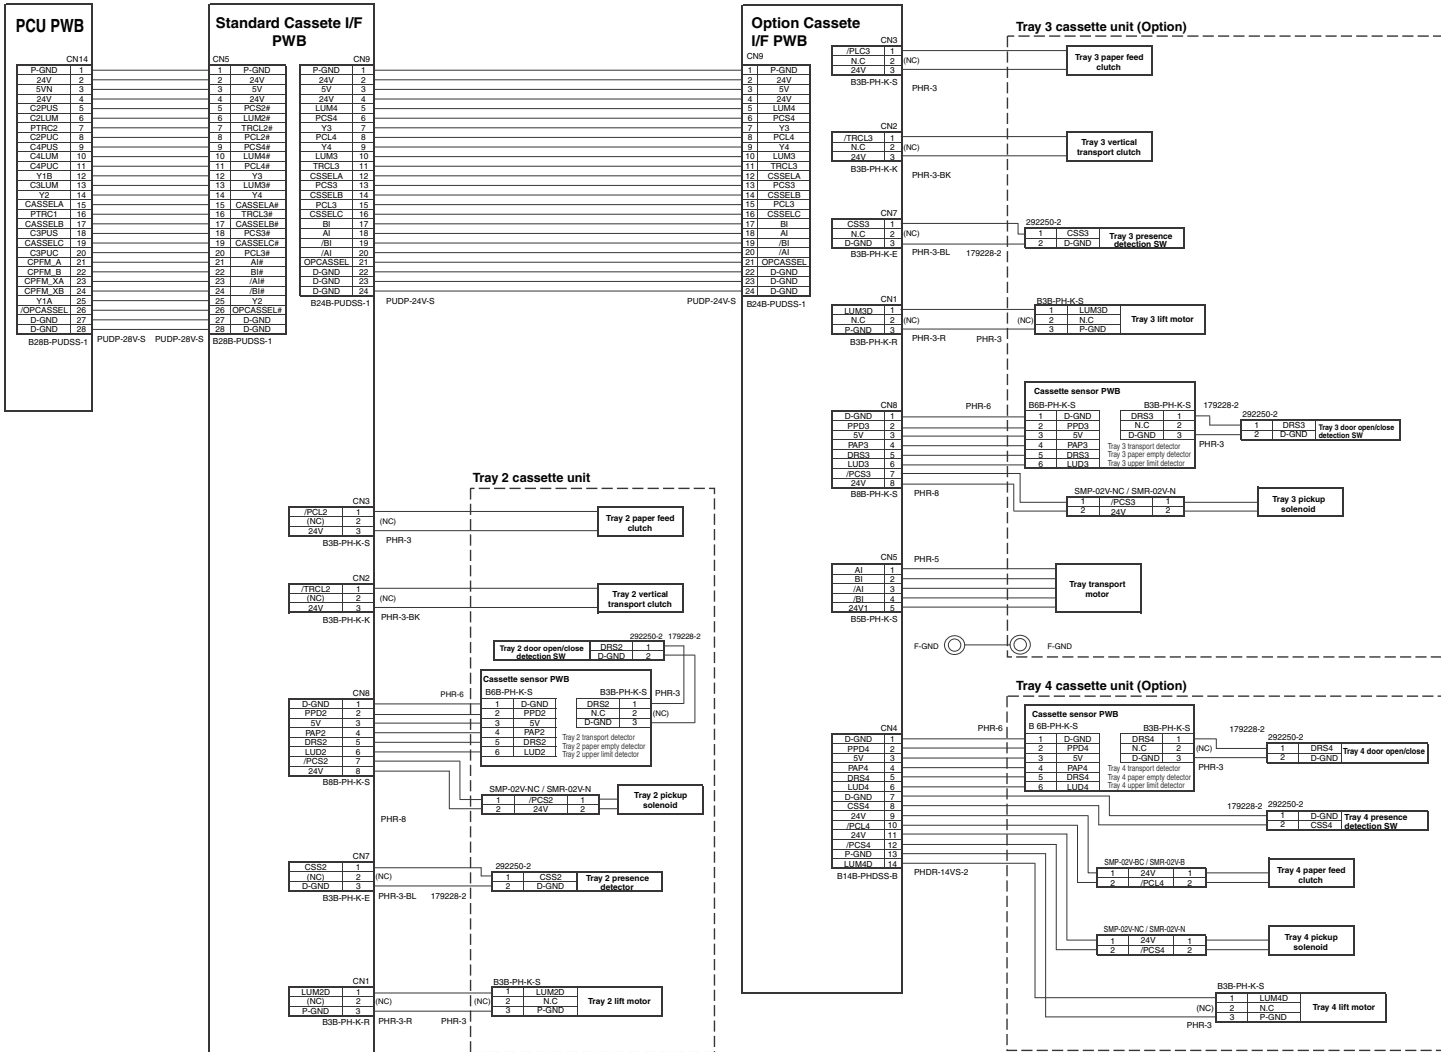 PCU PWB
CN14
P-GND 1
24V 2
5VN 3
24V 4
C2PUS 5
C2LUM 6
PTRC2 7
C2PUC 8
C4PUS 9
C4LUM 10
C4PUC 11
Y1B 12
C3LUM 13
Y2 14
CASSELA 15
PTRC1 16
CASSELB 17
C3PUS 18
CASSELC 19
C3PUC 20
CPFM_A 21
CPFM_B 22
CPFM_XA 23
CPFM_XB 24
Y1A 25
/OPCASSEL 26
D-GND 27
D-GND 28
B28B-PUDSS-1
PUDP-28V-S PUDP-28V-S
Standard Cassete I/F
PWB
CN5
1 P-GND
2 24V
3 5V
4 24V
5 PCS2#
6 LUM2#
7 TRCL2#
8 PCL2#
9 PCS4#
10 LUM4#
11 PCL4#
12 Y3
13 LUM3#
14 Y4
15 CASSELA#
16 TRCL3#
17 CASSELB#
18 PCS3#
19 CASSELC#
20 PCL3#
21 AI#
22 BI#
23 /AI#
24 /BI#
25 Y2
26 OPCASSEL#
27 D-GND
28 D-GND
B28B-PUDSS-1
CN9
P-GND 1
24V 2
5V 3
24V 4
LUM4 5
PCS4 6
Y3 7
PCL4 8
Y4 9
LUM3 10
TRCL3 11
CSSELA 12
PCS3 13
CSSELB 14
PCL3 15
CSSELC 16
BI 17
AI 18
/BI 19
/AI 20
OPCASSEL 21
D-GND 22
D-GND 23
D-GND 24
B24B-PUDSS-1
PUDP-24V-S
PUDP-24V-S
Option Cassete
I/F PWB
CN9
1 P-GND
2 24V
3 5V
4 24V
5 LUM4
6 PCS4
7 Y3
8 PCL4
9 Y4
10 LUM3
11 TRCL3
12 CSSELA
13 PCS3
14 CSSELB
15 PCL3
16 CSSELC
17 BI
18 AI
19 /BI
20 /AI
21 OPCASSEL
22 D-GND
23 D-GND
24 D-GND
B24B-PUDSS-1
CN3
/PCL2 1
(NC) 2 (NC)
24V 3
B3B-PH-K-S
PHR-3
CN2
/TRCL2 1
(NC) 2 (NC)
24V 3
B3B-PH-K-K
PHR-3-BK
CN8
D-GND 1
PPD2 2
5V 3
PAP2 4
DRS2 5
LUD2 6
/PCS2 7
24V 8
B8B-PH-K-S
PHR-6
PHR-8
CN7
CSS2 1
(NC) 2 (NC)
D-GND 3
B3B-PH-K-E
PHR-3-BL 179228-2
CN1
LUM2D 1
(NC) 2 (NC)
P-GND 3
B3B-PH-K-R
PHR-3-R PHR-3
Tray 2 cassette unit
Tray 2 paper feed
clutch
Tray 2 vertical
transport clutch
292250-2 179228-2
Tray 2 door open/close
detection SW
DRS2 1
D-GND 2
Cassette sensor PWB
B6B-PH-K-S
1 D-GND
2 PPD2
3 5V
4 PAP2
5 DRS2
6 LUD2
B3B-PH-K-S
DRS2 1
N.C 2
D-GND 3
PHR-3
(NC)
Tray 2 transport detector
Tray 2 paper empty detector
Tray 2 upper limit detector
SMP-02V-NC / SMR-02V-N
1 /PCS2 1
2 24V 2
Tray 2 pickup
solenoid
292250-2
1 CSS2
2 D-GND
Tray 2 presence
detector
B3B-PH-K-S
1 LUM2D
(NC) 2 N.C
3 P-GND
Tray 2 lift motor
CN3
/PLC3 1
N.C 2 (NC)
24V 3
B3B-PH-K-S
PHR-3
CN2
/TRCL3 1
N.C 2 (NC)
24V 3
B3B-PH-K-K
PHR-3-BK
CN7
CSS3 1
N.C 2 (NC)
D-GND 3
B3B-PH-K-E
PHR-3-BL 179228-2
CN1
LUM3D 1
N.C 2 (NC)
P-GND 3
B3B-PH-K-R
PHR-3-R PHR-3
CN8
D-GND 1
PPD3 2
5V 3
PAP3 4
DRS3 5
LUD3 6
/PCS3 7
24V 8
B8B-PH-K-S
PHR-6
PHR-8
CN5
AI 1
BI 2
/AI 3
/BI 4
24V1 5
B5B-PH-K-S
PHR-5
F-GND
F-GND
CN4
D-GND 1
PPD4 2
5V 3
PAP4 4
DRS4 5
LUD4 6
D-GND 7
CSS4 8
24V 9
/PCL4 10
24V 11
/PCS4 12
P-GND 13
LUM4D 14
B14B-PHDSS-B
PHDR-14VS-2
PHR-6
Tray 3 cassette unit (Option)
Tray 3 paper feed
clutch
Tray 3 vertical
transport clutch
292250-2
1 CSS3
2 D-GND
Tray 3 presence
detection SW
B3B-PH-K-S
1 LUM3D
(NC) 2 N.C
3 P-GND
Tray 3 lift motor
Cassette sensor PWB
B6B-PH-K-S
1 D-GND
2 PPD3
3 5V
4 PAP3
5 DRS3
6 LUD3
B3B-PH-K-S
DRS3 1
N.C 2
D-GND 3
Tray 3 transport detector
Tray 3 paper empty detector
Tray 3 upper limit detector
179228-2
PHR-3
292250-2
1 DRS3
2 D-GND
Tray 3 door open/close
detection SW
SMP-02V-NC / SMR-02V-N
1 /PCS3 1
2 24V 2
Tray 3 pickup
solenoid
Tray transport
motor
Tray 4 cassette unit (Option)
Cassette sensor PWB
B 6B-PH-K-S
1 D-GND
2 PPD4
3 5V
4 PAP4
5 DRS4
6 LUD4
B3B-PH-K-S
DRS4 1
N.C 2
D-GND 3
(NC)
PHR-3
Tray 4 transport detector
Tray 4 paper empty detector
Tray 4 upper limit detector
179228-2
292250-2
1 DRS4
2 D-GND
Tray 4 door open/close
179228-2 292250-2
1 D-GND
2 CSS4
Tray 4 presence
detection SW
SMP-02V-BC / SMR-02V-B
1 24V 1
2 /PCL4 2
Tray 4 paper feed
clutch
SMP-02V-NC / SMR-02V-N
1 24V 1
2 /PCS4 2
Tray 4 pickup
solenoid
B3B-PH-K-S
1 LUM4D
(NC) 2 N.C
3 P-GND
PHR-3
Tray 4 lift motor